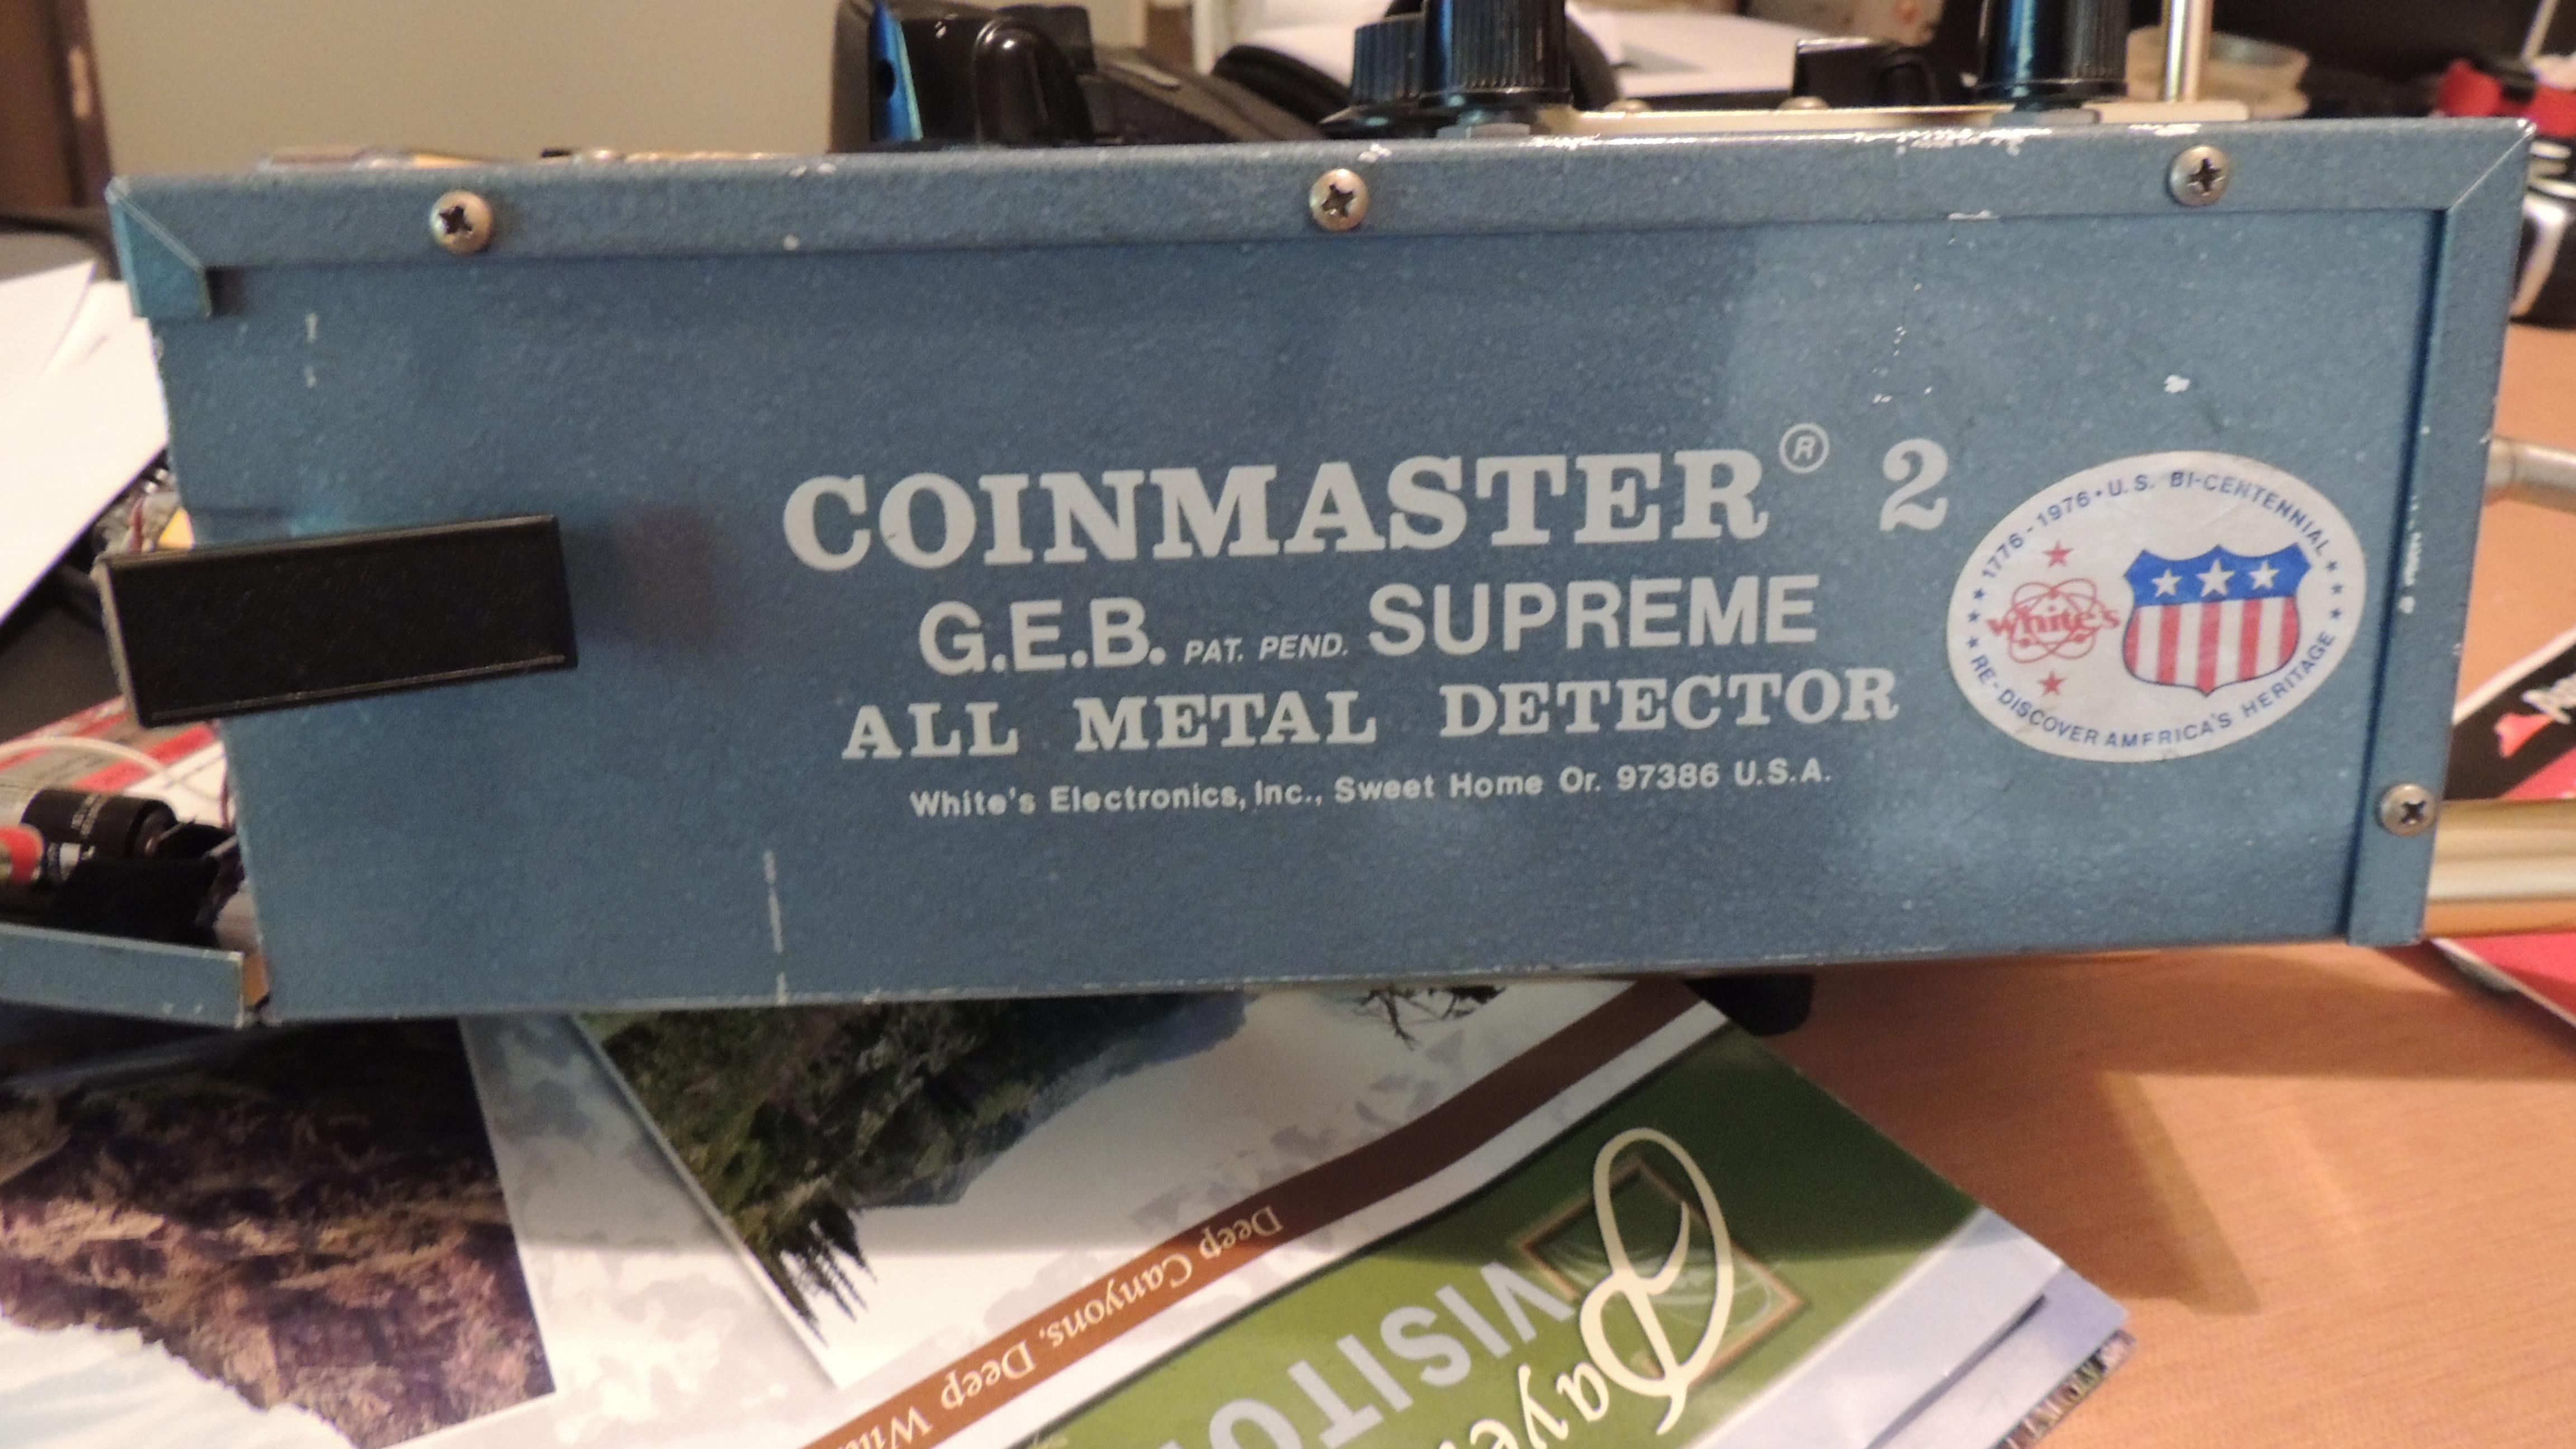 COINMASTER® 2
G.E.B. PAT. PEND. SUPREME
ALL METAL DETECTOR
White's Electronics, Inc., Sweet Home Or. 97386 U.S.A.
1776-1976 • U.S. BI-CENTENNIAL
White's
RE-DISCOVER AMERICA'S HERITAGE
Deep Canyons, Deep